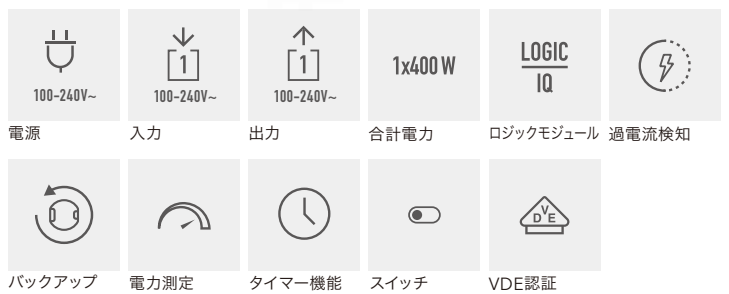 100-240V~
電源
1
100-240V~
入力
1
100-240V~
出力
1x400 W
合計電力
LOGIC
IQ
ロジックモジュール
過電流検知
バックアップ
電力測定
タイマー機能
スイッチ
DVE
VDE認証